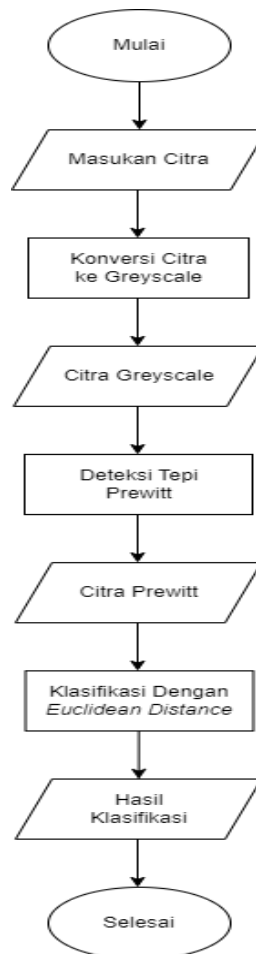 Mulai
Masukan Citra
Konversi Citra
ke Greyscale
Citra Greyscale
Deteksi Tepi
Prewitt
Citra Prewitt
Klasifikasi Dengan
Euclidean Distance
Hasil
Klasifikasi
Selesai